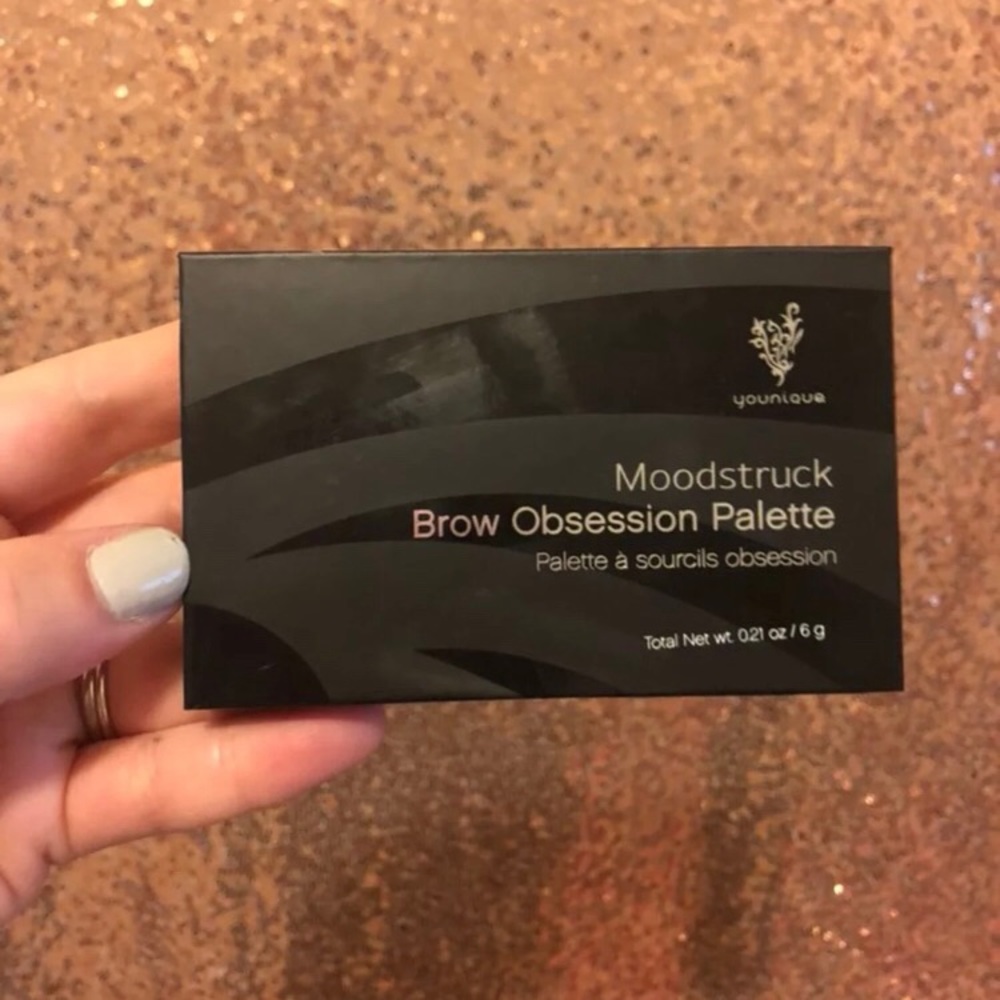 younique
Moodstruck
Brow Obsession Palette
Palette à sourcils obsession
Total Net wt. 0.21 oz / 6 g